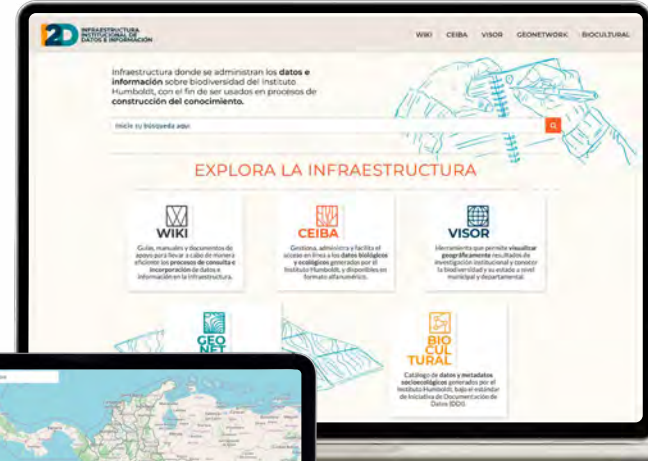 I2D INFRAESTRUCTURA
INSTITUCIONAL DE
DATOS E INFORMACIÓN
WIKI CEIBA VISOR GEONETWORK BIOCULTURAL
Infraestructura donde se administran los datos e
información sobre biodiversidad del Instituto
Humboldt, con el fin de ser usados en procesos de
construcción del conocimiento.
Inicie su búsqueda aquí
EXPLORA LA INFRAESTRUCTURA
WIKI
Guías, manuales y documentos de
apoyo para llevar a cabo de manera
eficiente los procesos de consulta e
incorporación de datos e
información en la infraestructura.
CEIBA
Gestiona, administra y facilita el
acceso en línea a los datos biológicos
y ecológicos generados por el
Instituto Humboldt, y disponibles en
formato alfanumérico.
VISOR
Herramienta que permite visualizar
geográficamente resultados de
investigación institucional y conocer
la biodiversidad y su estado a nivel
municipal y departamental.
GEO
NET
BIO
CUL
TURAL
Catálogo de datos y metadatos
socioecológicos generados por el
Instituto Humboldt, bajo el estándar
de Iniciativa de Documentación de
Datos (DDI).